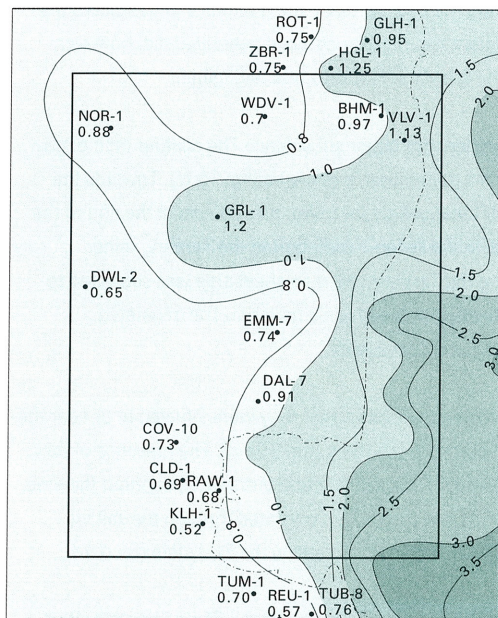 ROT-1
0.75
GLH-1
0.95
ZBR-1
0.75
HGL-1
1.25
1.5
2.0
NOR-1
0.88
WDV-1
0.7
BHM-1
0.97
VLV-1
1.13
0.8
1.0
GRL-1
1.2
1.0
1.5
DWL-2
0.65
0.8
2.0
EMM-7
0.74
2.5
3.0
DAL-7
0.91
COV-10
0.73
CLD-1
0.69
RAW-1
0.68
1.0
1.5
2.0
2.5
KLH-1
0.52
0.8
3.0
3.5
TUM-1
0.70
REU-1
0.57
TUB-8
0.76